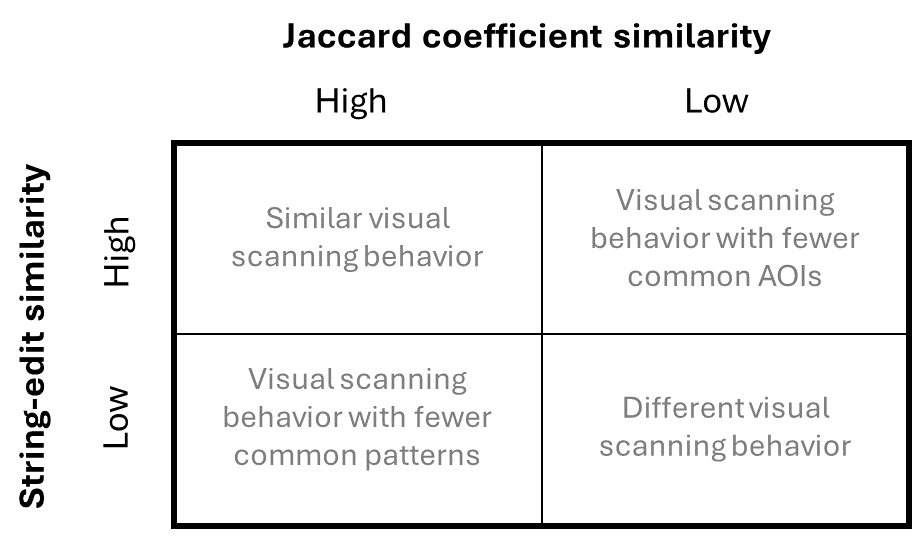 Jaccard coefficient similarity
High
Low
String-edit similarity
High
Similar visual
scanning behavior
Visual scanning
behavior with fewer
common AOIs
Low
Visual scanning
behavior with fewer
common patterns
Different visual
scanning behavior